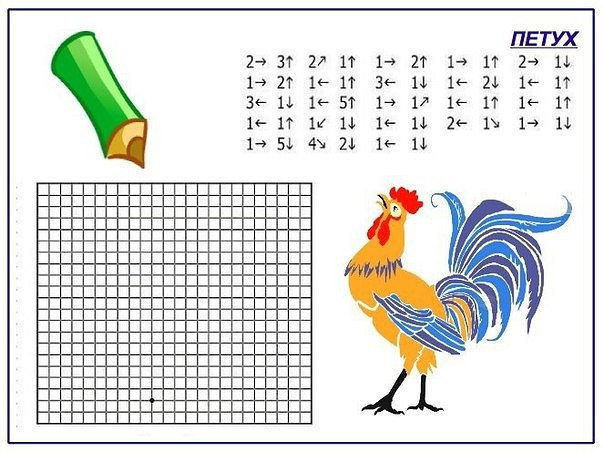 ПЕТУХ
2→ 3↑ 2↗ 1↑ 1→ 2↑ 1→ 1↑ 2→ 1↓
1→ 2↑ 1← 1↑ 3← 1↓ 1← 2↓ 1← 1↑
3← 1↓ 1← 5↑ 1→ 1↗ 1← 1↑ 1← 1↑
1← 1↑ 1↙ 1↓ 1← 1↓ 2← 1↘ 1→ 1↓
1→ 5↓ 4↘ 2↓ 1← 1↓